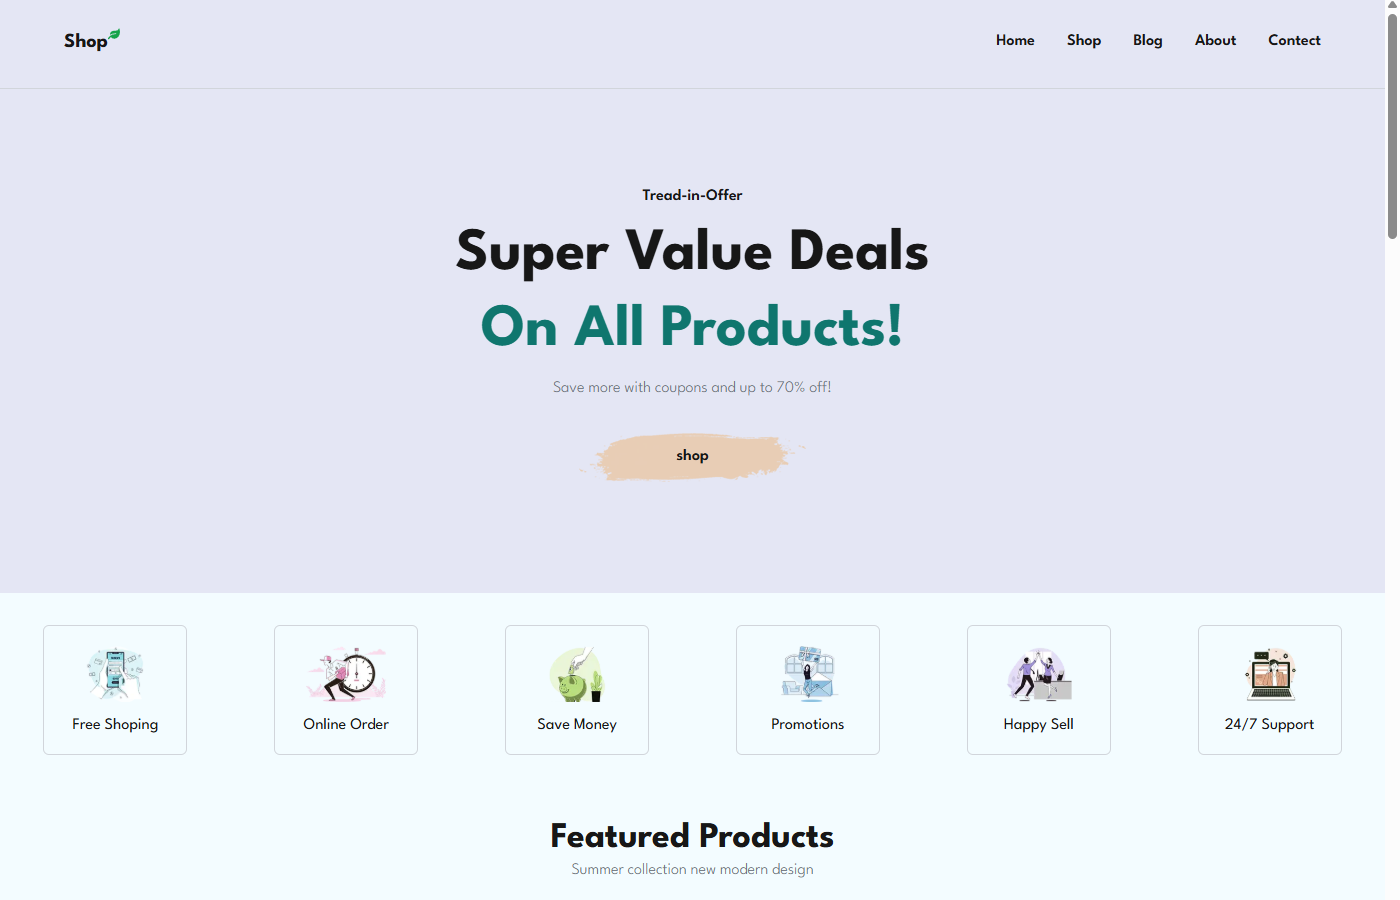 Shop
Home Shop Blog About Contect
Tread-in-Offer
Super Value Deals
On All Products!
Save more with coupons and up to 70% off!
shop
Free Shoping
Online Order
Save Money
Promotions
Happy Sell
24/7 Support
Featured Products
Summer collection new modern design